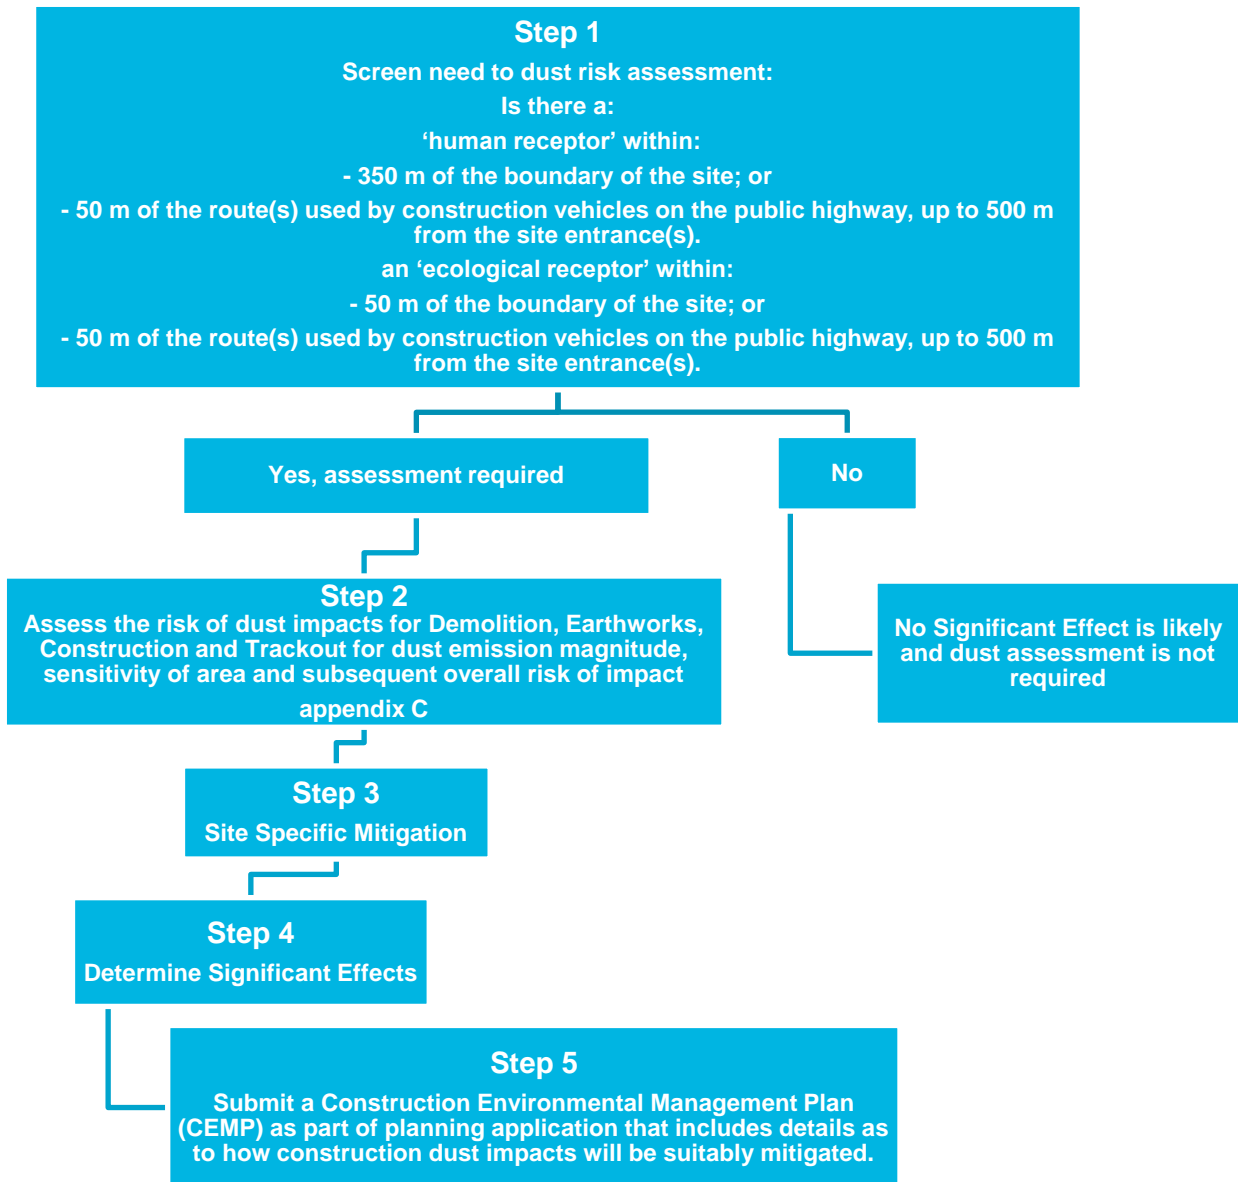 Step 1
Screen need to dust risk assessment:
Is there a:
‘human receptor’ within:
- 350 m of the boundary of the site; or
- 50 m of the route(s) used by construction vehicles on the public highway, up to 500 m
from the site entrance(s).
an ‘ecological receptor’ within:
- 50 m of the boundary of the site; or
- 50 m of the route(s) used by construction vehicles on the public highway, up to 500 m
from the site entrance(s).
Yes, assessment required
No
Step 2
Assess the risk of dust impacts for Demolition, Earthworks,
Construction and Trackout for dust emission magnitude,
sensitivity of area and subsequent overall risk of impact
appendix C
No Significant Effect is likely
and dust assessment is not
required
Step 3
Site Specific Mitigation
Step 4
Determine Significant Effects
Step 5
Submit a Construction Environmental Management Plan
(CEMP) as part of planning application that includes details as
to how construction dust impacts will be suitably mitigated.